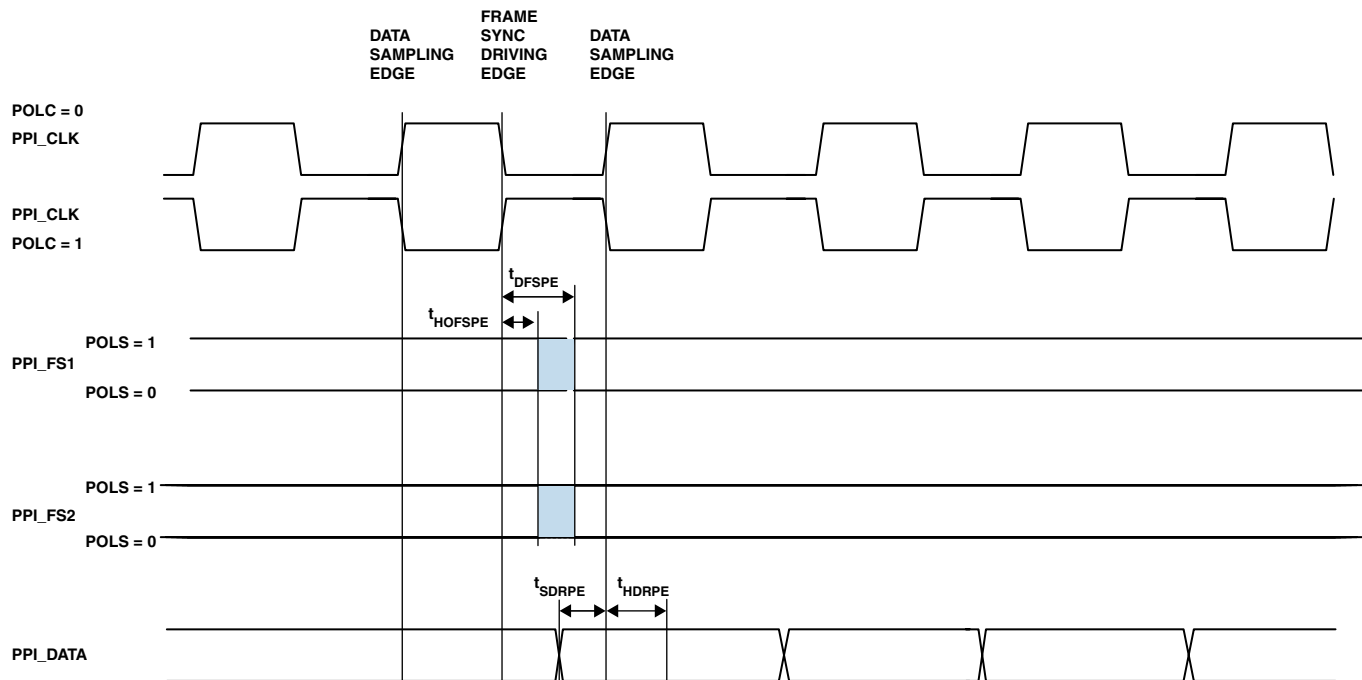 DATA
SAMPLING
EDGE
FRAME
SYNC
DRIVING
EDGE
DATA
SAMPLING
EDGE
POLC = 0
PPI_CLK
PPI_CLK
POLC = 1
tDFSPE
tHOFSPE
POLS = 1
PPI_FS1
POLS = 0
POLS = 1
PPI_FS2
POLS = 0
tSDRPE
tHDRPE
PPI_DATA